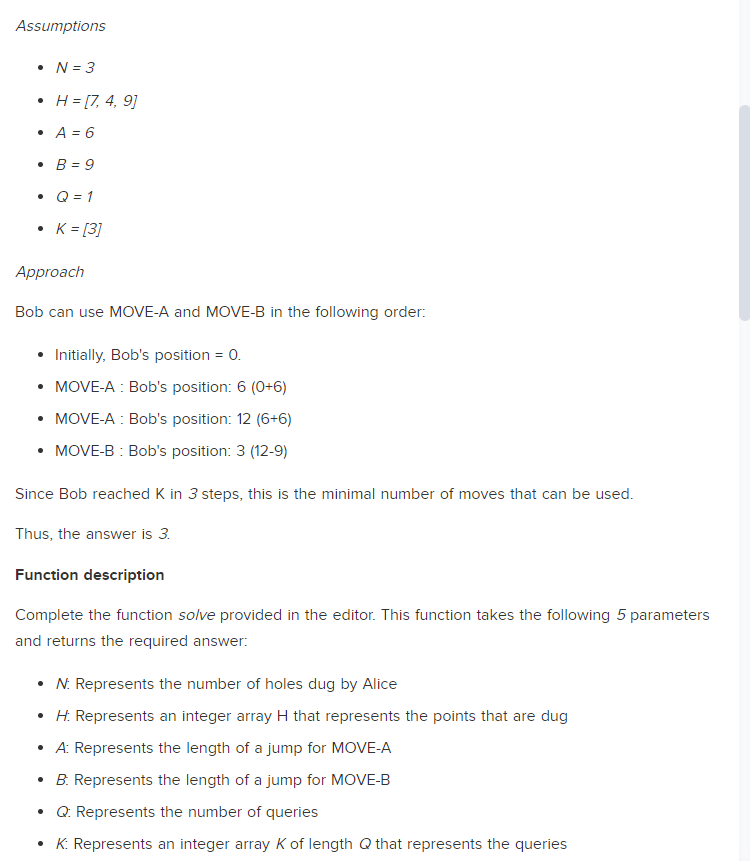 Assumptions
• N = 3
• H = [7, 4, 9]
• A = 6
• B = 9
• Q = 1
• K = [3]
Approach
Bob can use MOVE-A and MOVE-B in the following order:
• Initially, Bob's position = 0.
• MOVE-A : Bob's position: 6 (0+6)
• MOVE-A : Bob's position: 12 (6+6)
• MOVE-B : Bob's position: 3 (12-9)
Since Bob reached K in 3 steps, this is the minimal number of moves that can be used.
Thus, the answer is 3.
Function description
Complete the function solve provided in the editor. This function takes the following 5 parameters
and returns the required answer:
• N: Represents the number of holes dug by Alice
• H: Represents an integer array H that represents the points that are dug
• A: Represents the length of a jump for MOVE-A
• B: Represents the length of a jump for MOVE-B
• Q: Represents the number of queries
• K: Represents an integer array K of length Q that represents the queries